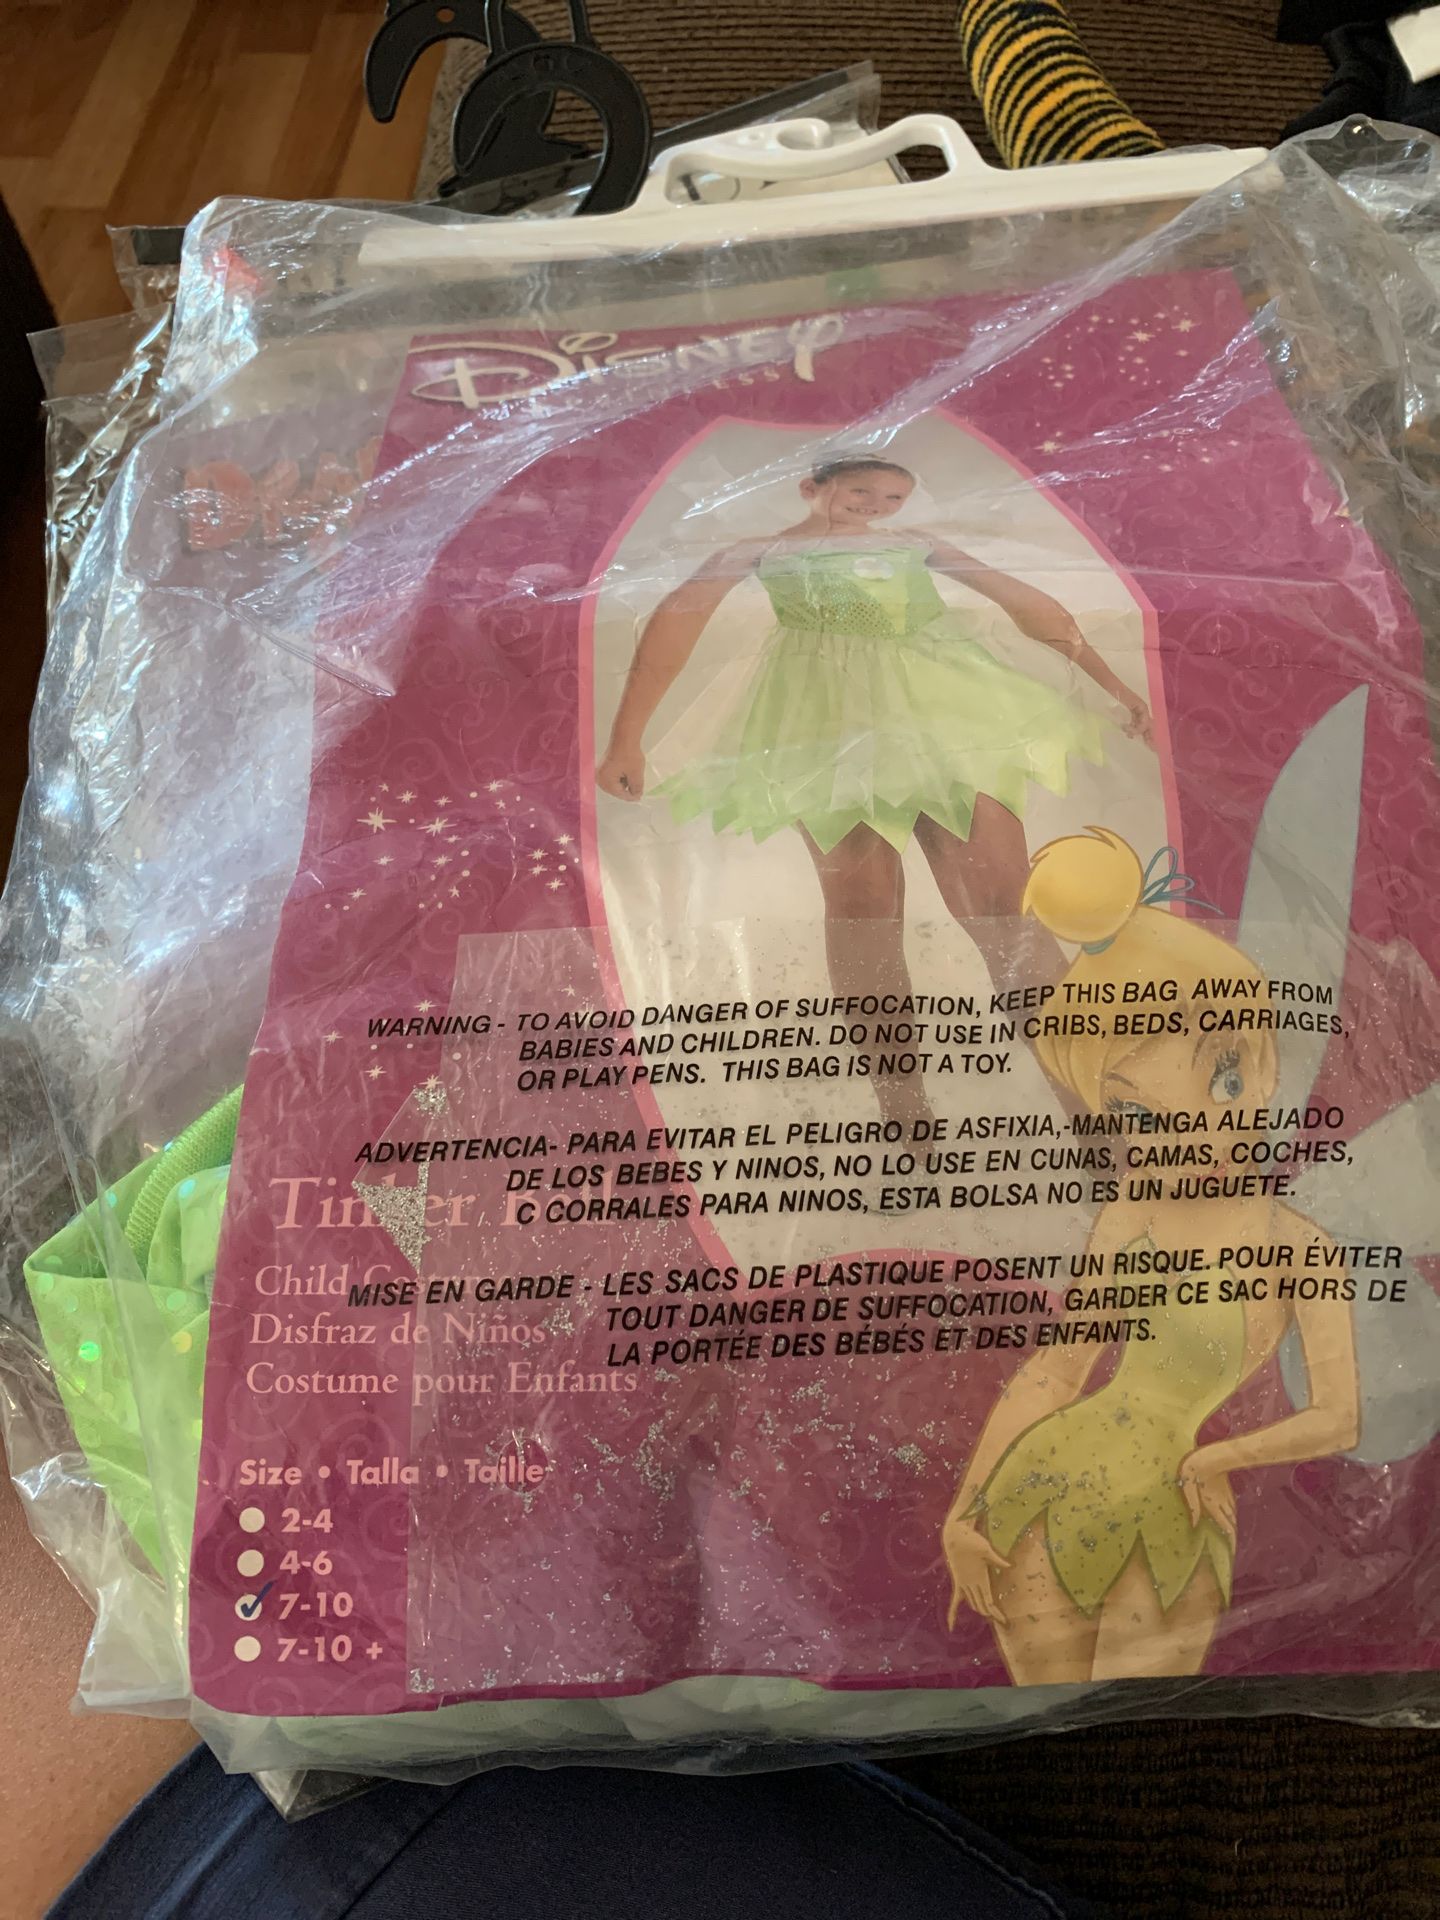 DISNEY
WARNING - TO AVOID DANGER OF SUFFOCATION, KEEP THIS BAG AWAY FROM
BABIES AND CHILDREN. DO NOT USE IN CRIBS, BEDS, CARRIAGES,
OR PLAY PENS. THIS BAG IS NOT A TOY.
ADVERTENCIA- PARA EVITAR EL PELIGRO DE ASFIXIA,-MANTENGA ALEJADO
DE LOS BEBES Y NINOS, NO LO USE EN CUNAS, CAMAS, COCHES,
C CORRALES PARA NINOS, ESTA BOLSA NO ES UN JUGUETE.
MISE EN GARDE - LES SACS DE PLASTIQUE POSENT UN RISQUE. POUR ÉVITER
TOUT DANGER DE SUFFOCATION, GARDER CE SAC HORS DE
LA PORTÉE DES BÉBÉS ET DES ENFANTS.
Tinker Bell
Child
Disfraz de Niños
Costume pour Enfants
Size • Talla • Taille
2-4
4-6
7-10
7-10 +